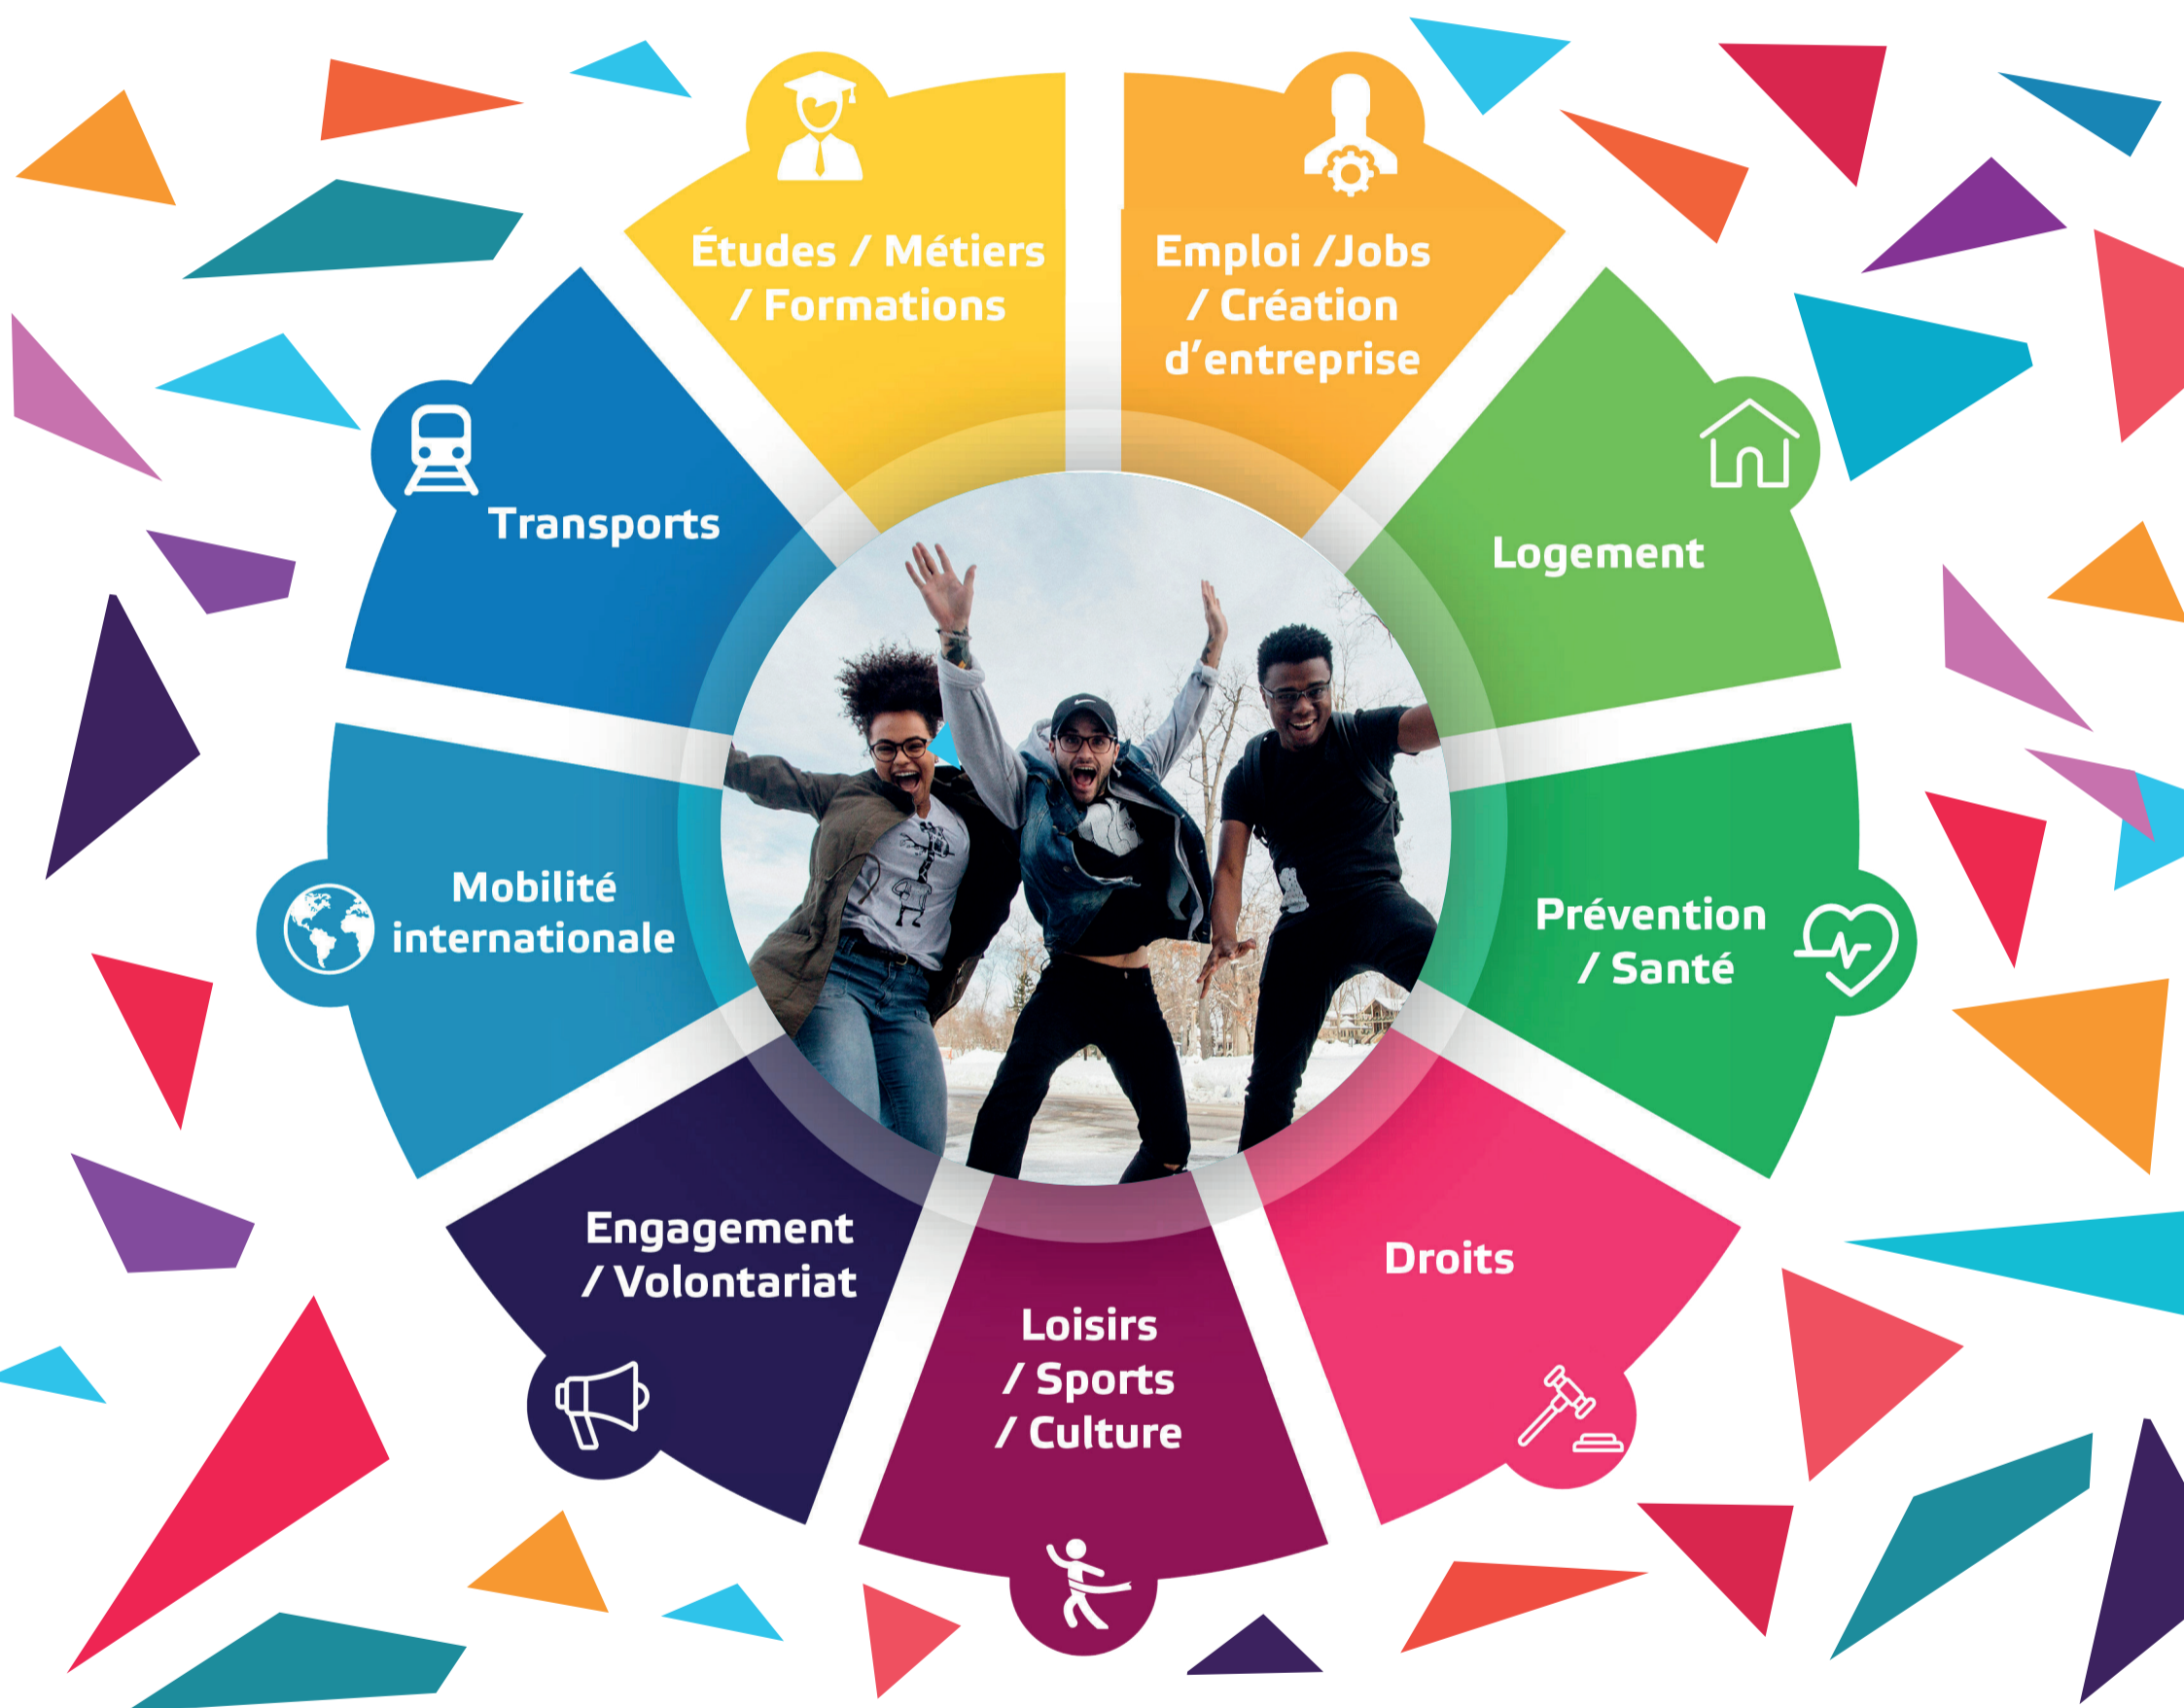 Études / Métiers
/ Formations
Emploi /Jobs
/ Création
d'entreprise
Transports
Logement
Mobilité
internationale
Prévention
/ Santé
Engagement
/ Volontariat
Droits
Loisirs
/ Sports
/ Culture